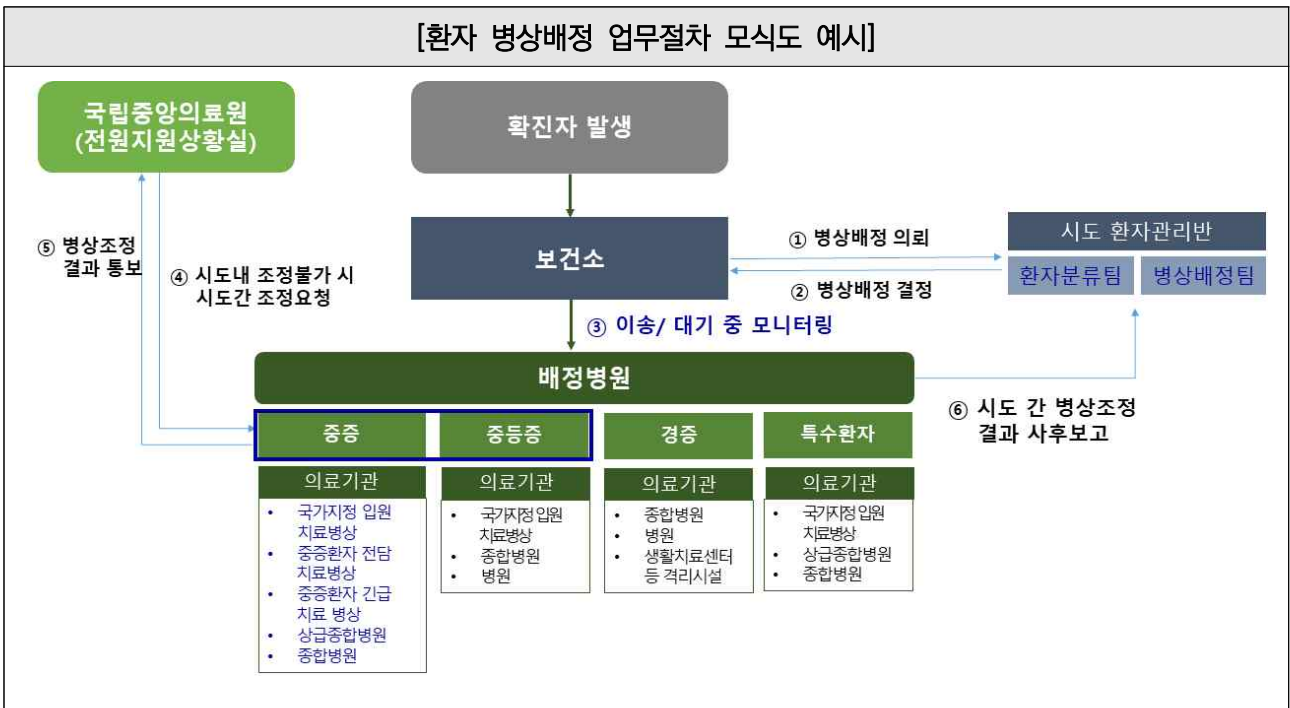 [환자 병상배정 업무절차 모식도 예시]
국립중앙의료원
(전원지원상황실)
확진자 발생
⑤ 병상조정
결과 통보
④ 시도내 조정불가 시
시도간 조정요청
보건소
① 병상배정 의뢰
② 병상배정 결정
시도 환자관리반
환자분류팀
병상배정팀
③ 이송/ 대기 중 모니터링
배정병원
⑥ 시도 간 병상조정
결과 사후보고
중증
중등증
경증
특수환자
의료기관
• 국가지정 입원
치료병상
• 중증환자 전담
치료병상
• 중증환자 긴급
치료 병상
• 상급종합병원
• 종합병원
의료기관
• 국가지정 입원
치료병상
• 종합병원
• 병원
의료기관
• 종합병원
• 병원
• 생활치료센터
등 격리시설
의료기관
• 국가지정 입원
치료병상
• 상급종합병원
• 종합병원